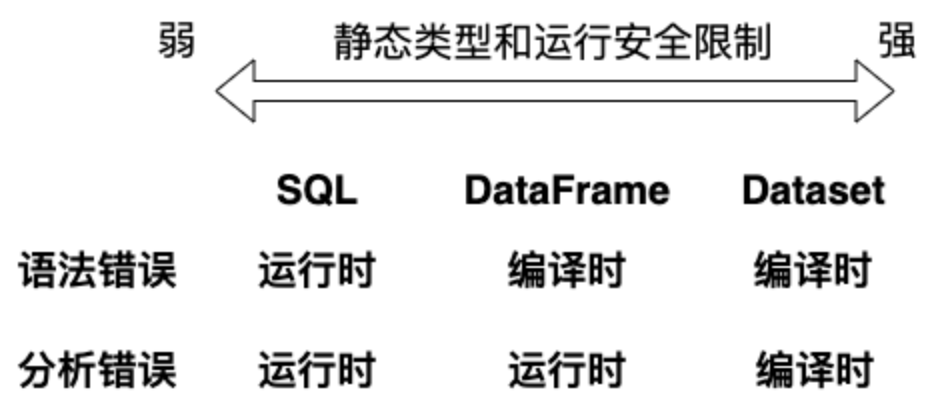 弱 静态类型和运行安全限制 强
SQL DataFrame Dataset
语法错误 运行时 编译时 编译时
分析错误 运行时 运行时 编译时